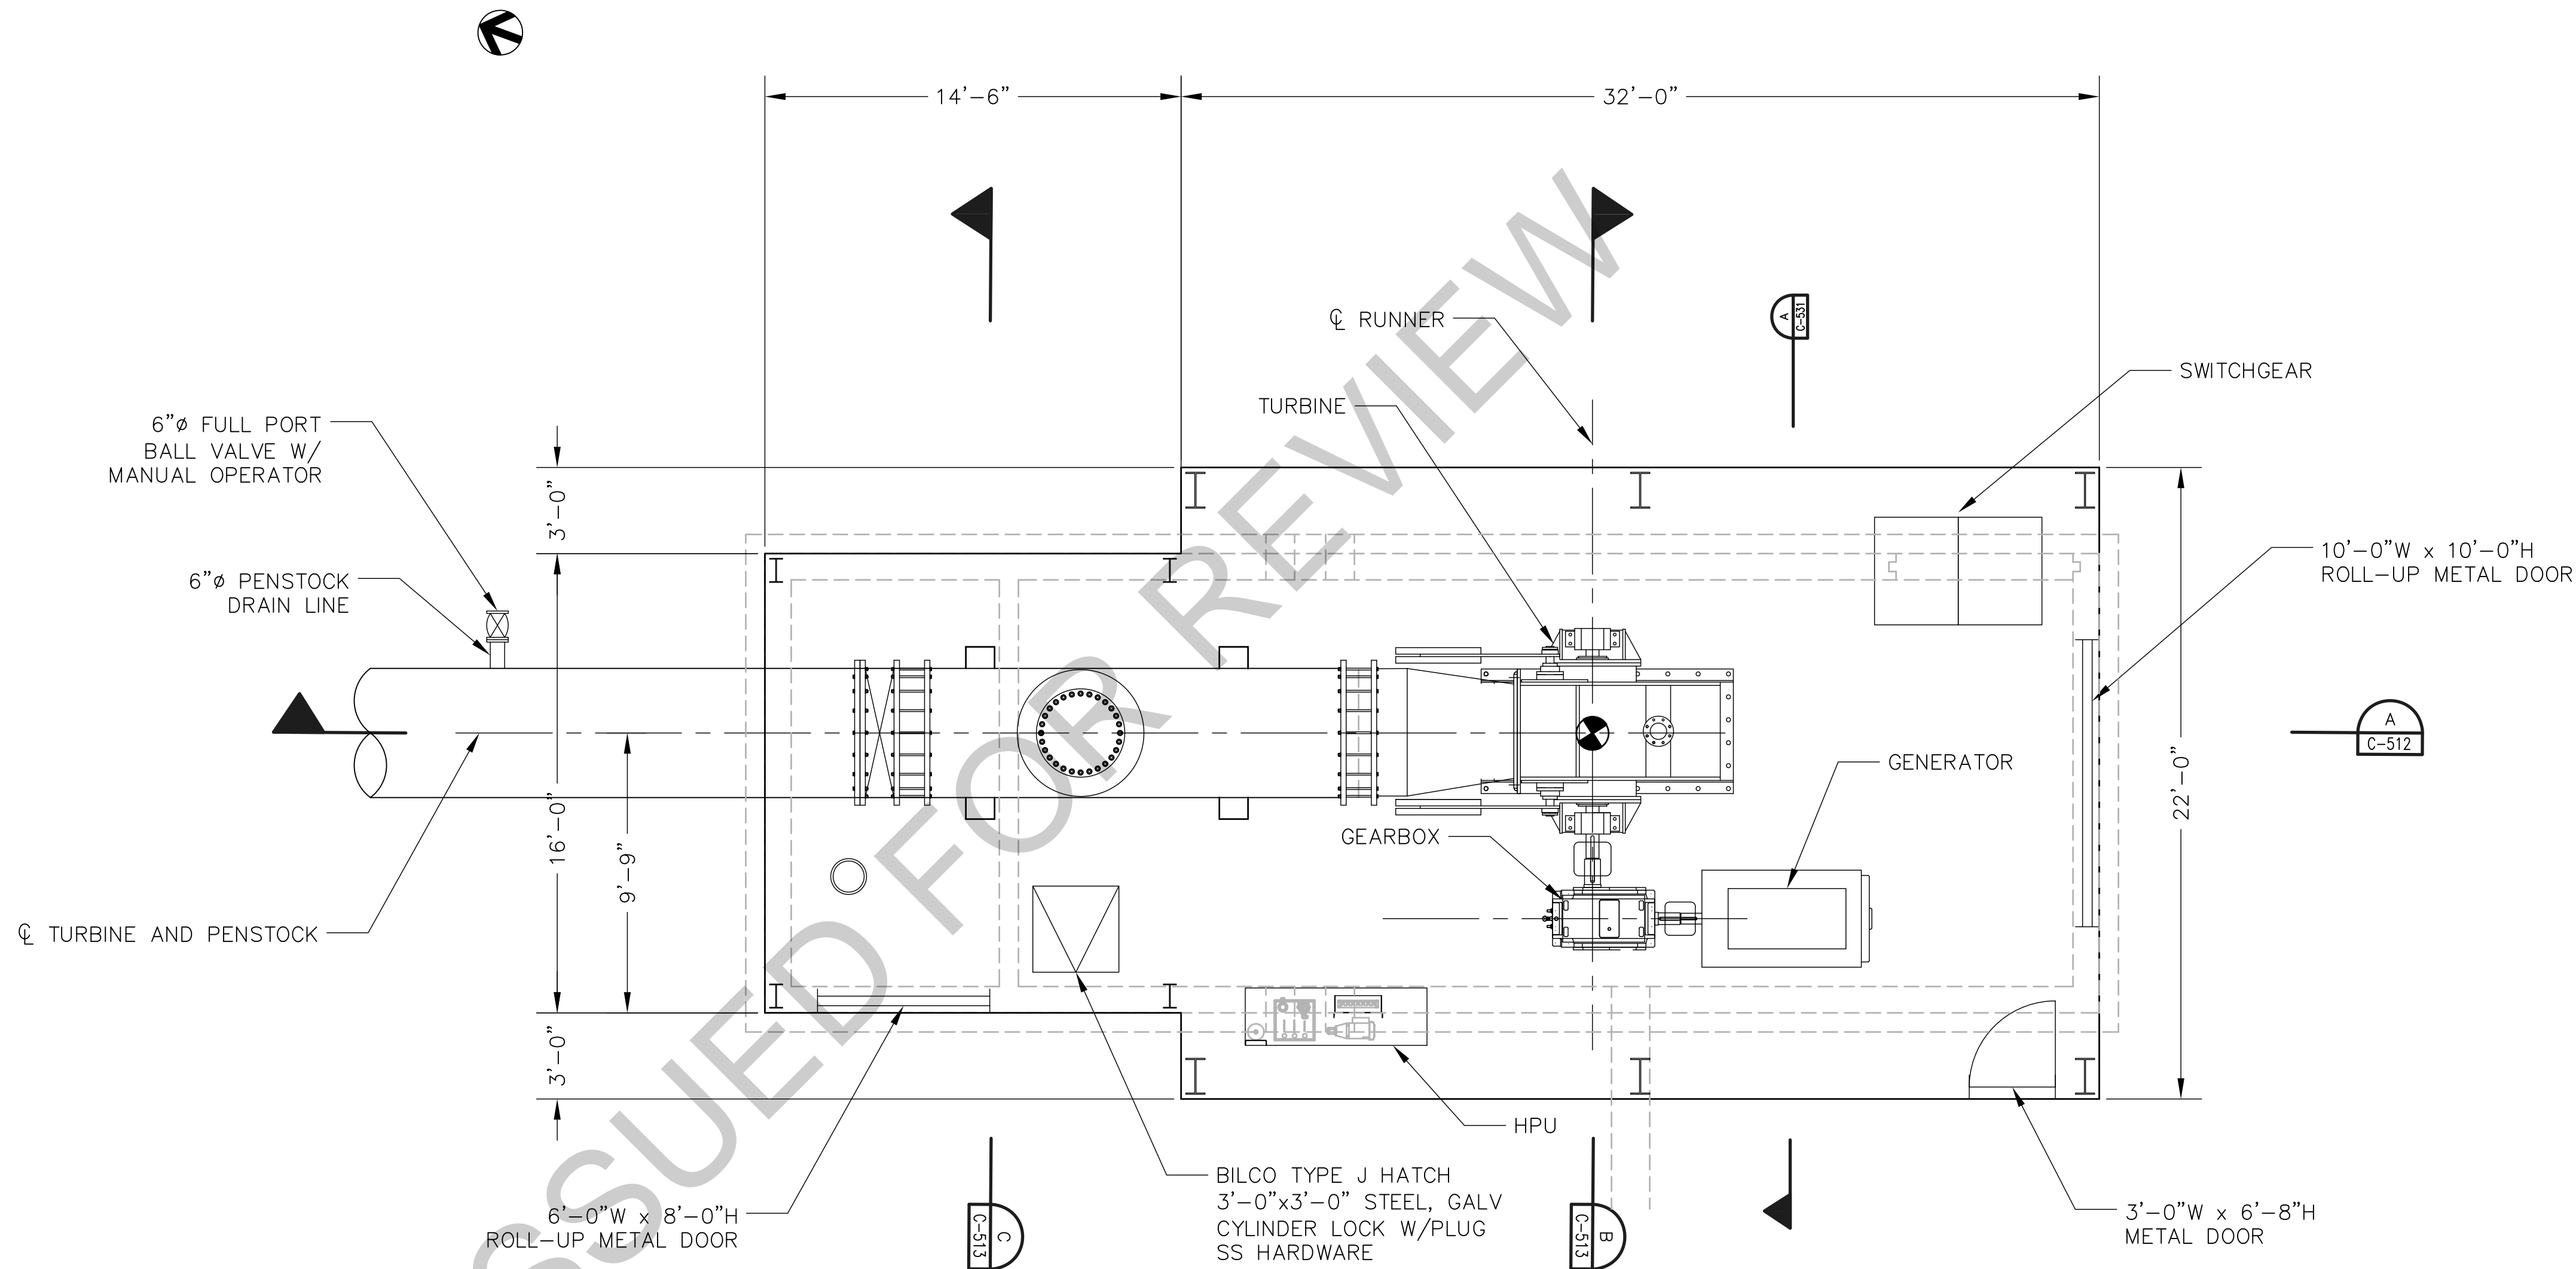 14'-6"
32'-0"
℄ RUNNER
A
C-531
SWITCHGEAR
TURBINE
6"ø FULL PORT
BALL VALVE W/
MANUAL OPERATOR
3'-0"
10'-0"W x 10'-0"H
ROLL-UP METAL DOOR
6"ø PENSTOCK
DRAIN LINE
A
C-512
GENERATOR
22'-0"
GEARBOX
16'-0"
9'-9"
℄ TURBINE AND PENSTOCK
3'-0"
HPU
BILCO TYPE J HATCH
3'-0"x3'-0" STEEL, GALV
CYLINDER LOCK W/PLUG
SS HARDWARE
6'-0"W x 8'-0"H
ROLL-UP METAL DOOR
C
C-513
B
C-513
3'-0"W x 6'-8"H
METAL DOOR
SSUED FOR REVIEW